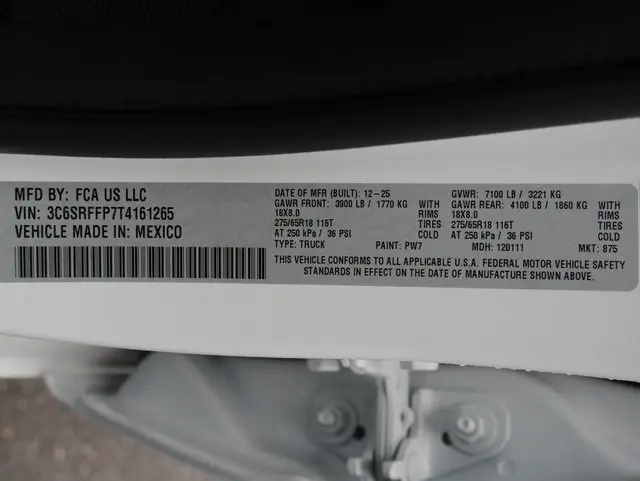 MFD BY: FCA US LLC
VIN: 3C6SRFFP7T4161265
VEHICLE MADE IN: MEXICO
DATE OF MFR (BUILT): 12-25
GVWR: 7100 LB / 3221 KG
GAWR FRONT: 3900 LB / 1770 KG WITH
GAWR REAR: 4100 LB / 1860 KG WITH
18X8.0 RIMS
18X8.0 RIMS
275/65R18 116T TIRES
275/65R18 116T TIRES
AT 250 kPa / 36 PSI COLD
AT 250 kPa / 36 PSI COLD
TYPE: TRUCK PAINT: PW7 MDH: 120111 MKT: 875
THIS VEHICLE CONFORMS TO ALL APPLICABLE U.S.A. FEDERAL MOTOR VEHICLE SAFETY
STANDARDS IN EFFECT ON THE DATE OF MANUFACTURE SHOWN ABOVE.